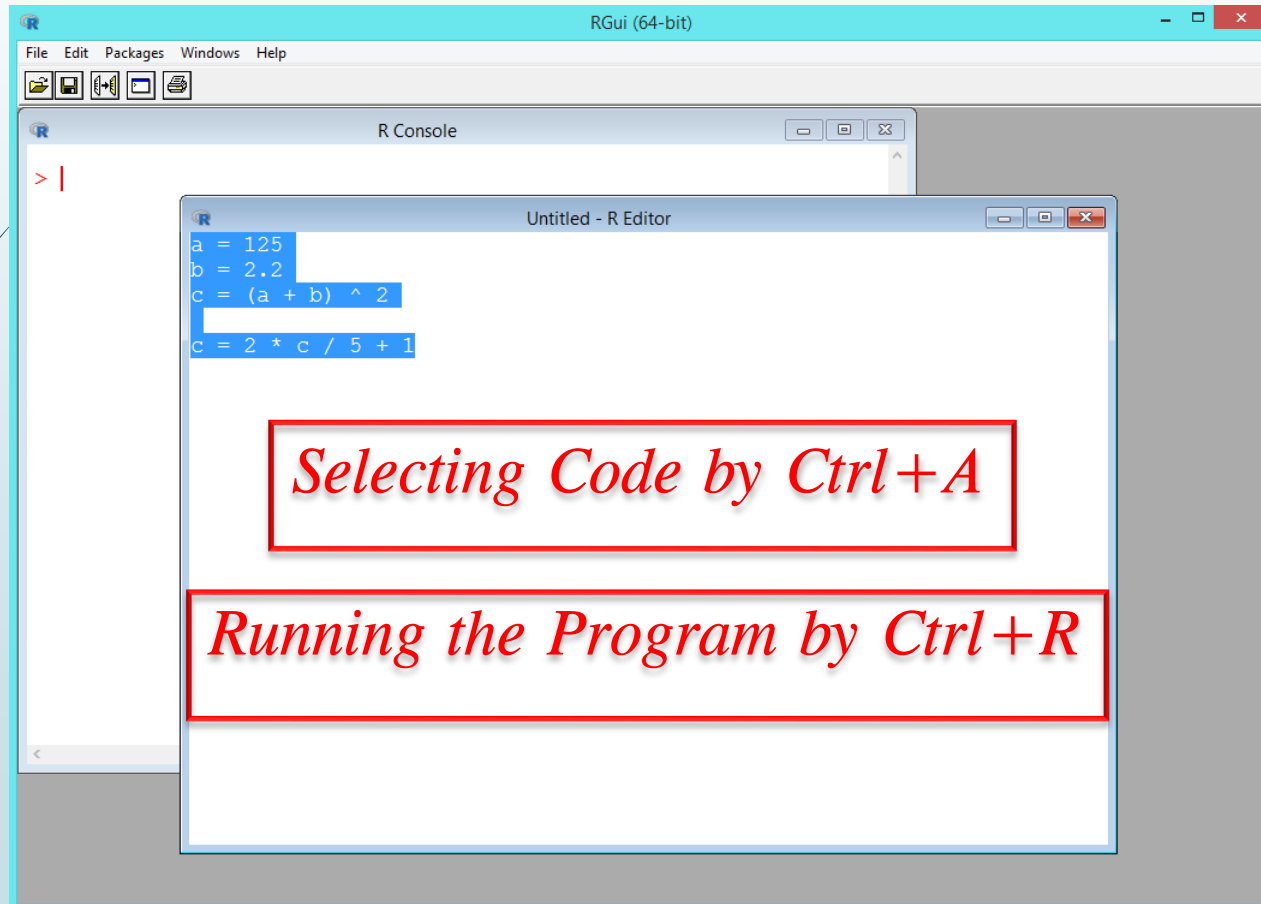 RGui (64-bit)
File Edit Packages Windows Help
R Console
>
Untitled - R Editor
a = 125
b = 2.2
c = (a + b) ^ 2
c = 2 * c / 5 + 1
Selecting Code by Ctrl+A
Running the Program by Ctrl+R